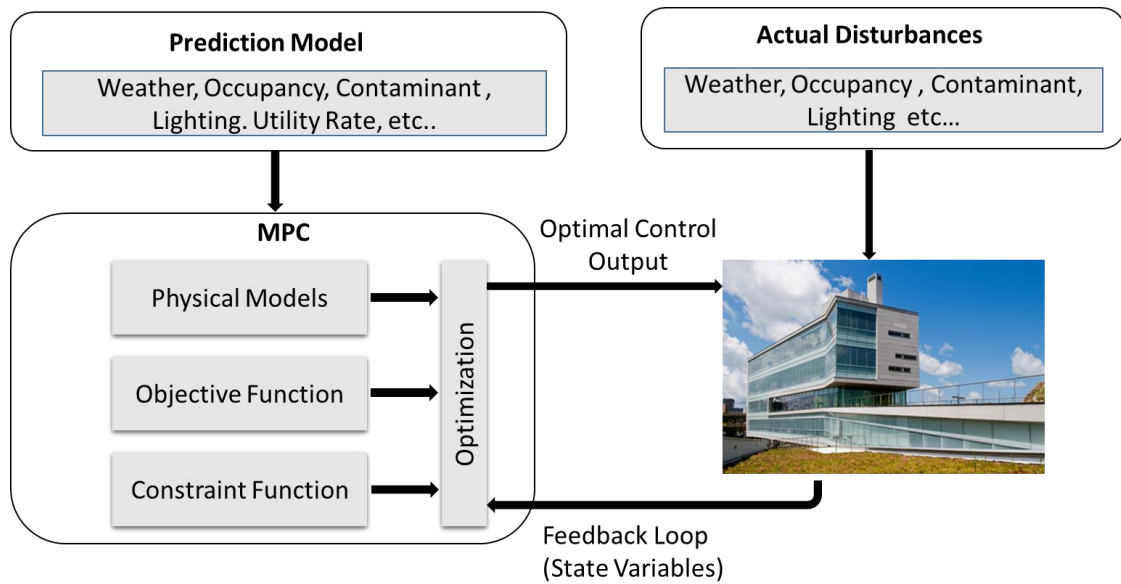 Prediction Model
Weather, Occupancy, Contaminant ,
Lighting. Utility Rate, etc..
Actual Disturbances
Weather, Occupancy , Contaminant,
Lighting etc...
MPC
Physical Models
Objective Function
Constraint Function
Optimization
Optimal Control
Output
Feedback Loop
(State Variables)